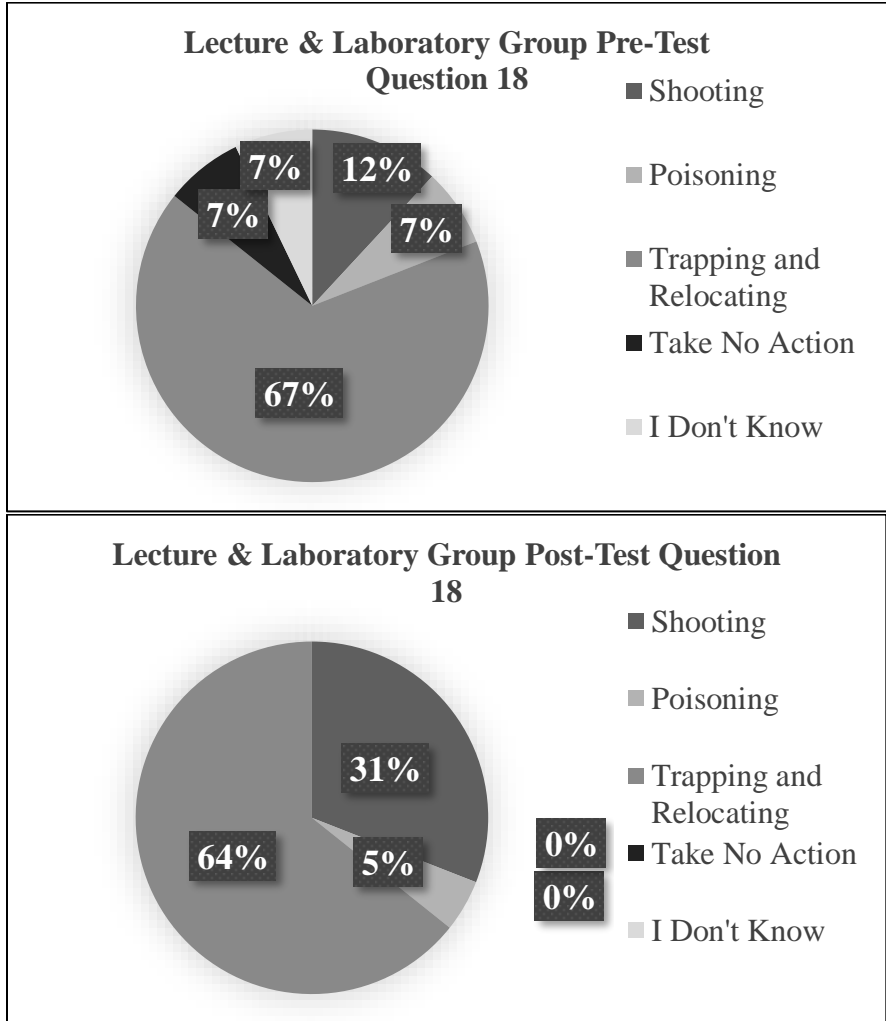 Lecture & Laboratory Group Pre-Test
Question 18
Shooting
Poisoning
Trapping and
Relocating
Take No Action
I Don't Know
7%
12%
7%
7%
67%
Lecture & Laboratory Group Post-Test Question
18
Shooting
Poisoning
Trapping and
Relocating
Take No Action
I Don't Know
31%
64%
5%
0%
0%